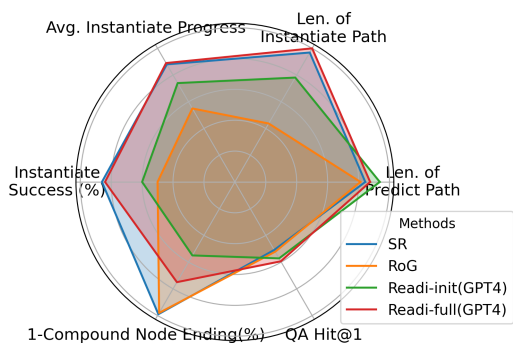 Avg. Instantiate Progress
Len. of
Instantiate Path
Instantiate
Success (%)
Len. of
Predict Path
Methods
SR
RoG
Readi-init(GPT4)
Readi-full(GPT4)
1-Compound Node Ending(%)
QA Hit@1